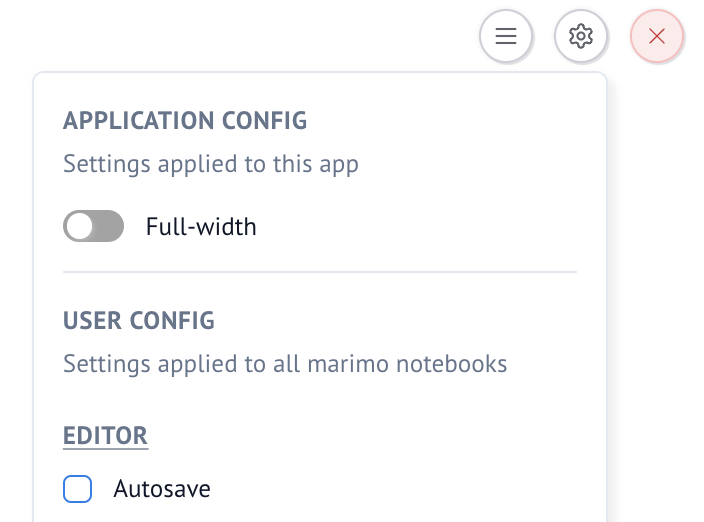 APPLICATION CONFIG
Settings applied to this app
Full-width
USER CONFIG
Settings applied to all marimo notebooks
EDITOR
Autosave